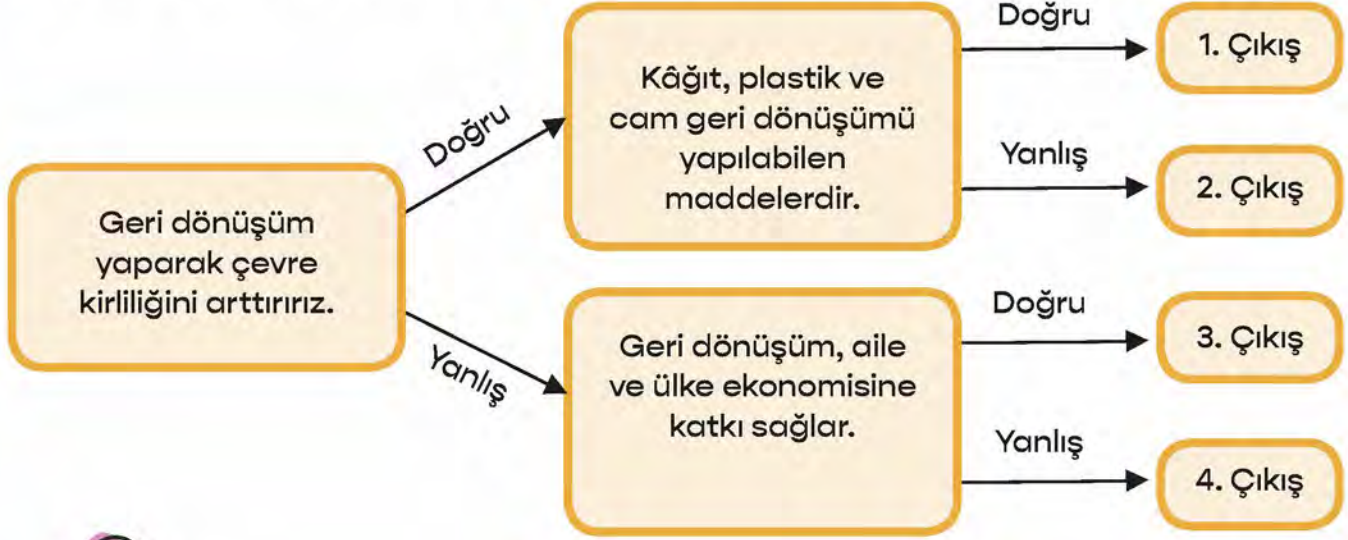 Geri dönüşüm
yaparak çevre
kirliliğini arttırırız.
Doğru
Kâğıt, plastik ve
cam geri dönüşümü
yapılabilen
maddelerdir.
Doğru
1. Çıkış
Yanlış
2. Çıkış
Yanlış
Geri dönüşüm, aile
ve ülke ekonomisine
katkı sağlar.
Doğru
3. Çıkış
Yanlış
4. Çıkış